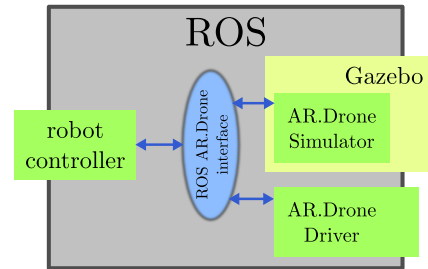 ROS
Gazebo
robot
controller
ROS AR.Drone
interface
AR.Drone
Simulator
AR.Drone
Driver